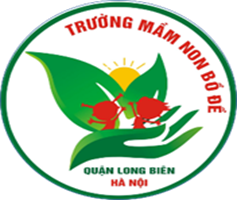 TRƯỜNG MẦM NON BỒ ĐỀ
QUẬN LONG BIÊN
HÀ NỘI